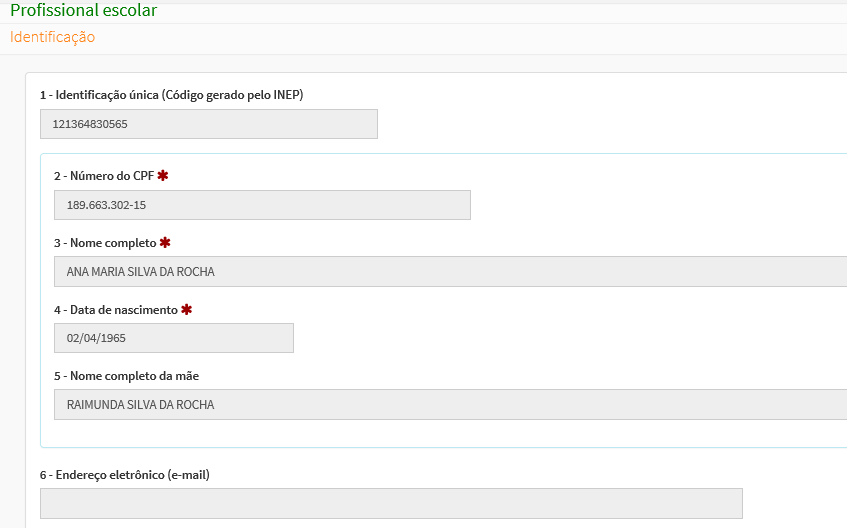 Profissional escolar
Identificação
1 - Identificação única (Código gerado pelo INEP)
121364830565
2 - Número do CPF ✱
189.663.302-15
3 - Nome completo ✱
ANA MARIA SILVA DA ROCHA
4 - Data de nascimento ✱
02/04/1965
5 - Nome completo da mãe
RAIMUNDA SILVA DA ROCHA
6 - Endereço eletrônico (e-mail)